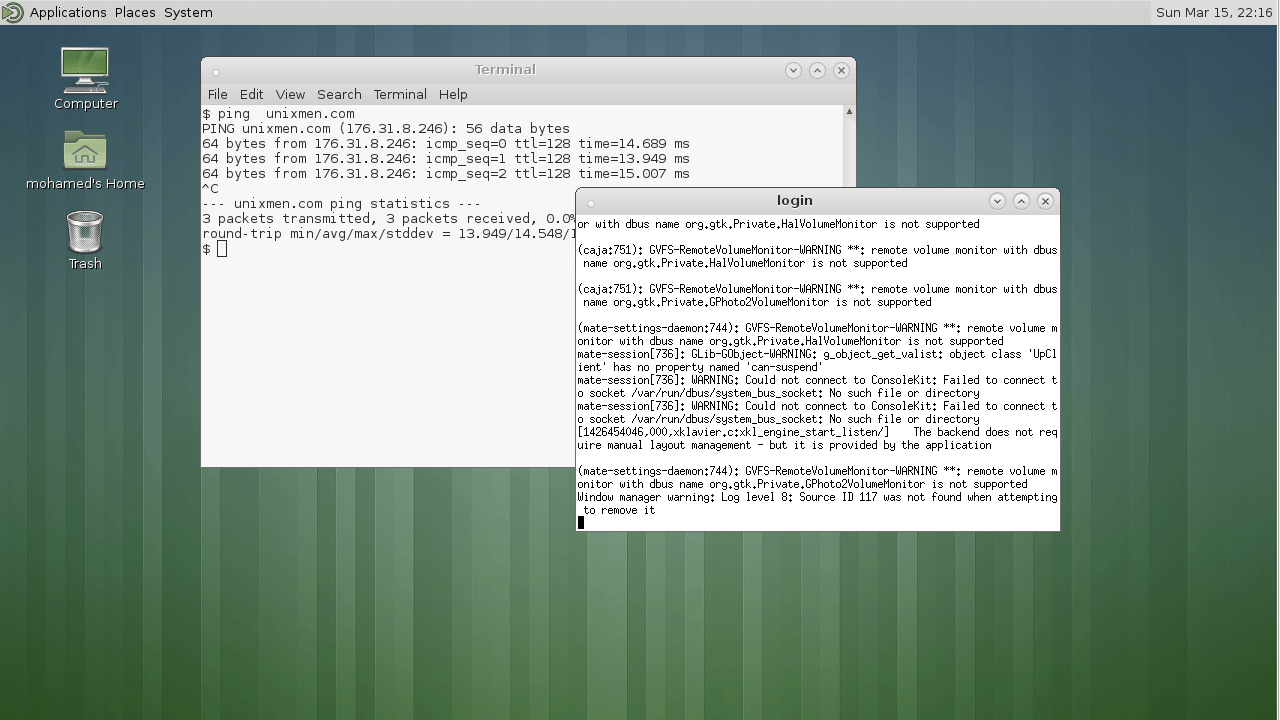 Applications Places System
Sun Mar 15, 22:16
Computer
mohamed's Home
Trash
Terminal
File Edit View Search Terminal Help
$ ping  unixmen.com
PING unixmen.com (176.31.8.246): 56 data bytes
64 bytes from 176.31.8.246: icmp_seq=0 ttl=128 time=14.689 ms
64 bytes from 176.31.8.246: icmp_seq=1 ttl=128 time=13.949 ms
64 bytes from 176.31.8.246: icmp_seq=2 ttl=128 time=15.007 ms
^C
--- unixmen.com ping statistics ---
3 packets transmitted, 3 packets received, 0.0%
round-trip min/avg/max/stddev = 13.949/14.548/1
$
login
or with dbus name org.gtk.Private.HalVolumeMonitor is not supported
(caja:751): GVFS-RemoteVolumeMonitor-WARNING **: remote volume monitor with dbus
 name org.gtk.Private.HalVolumeMonitor is not supported
(caja:751): GVFS-RemoteVolumeMonitor-WARNING **: remote volume monitor with dbus
 name org.gtk.Private.GPhoto2VolumeMonitor is not supported
(mate-settings-daemon:744): GVFS-RemoteVolumeMonitor-WARNING **: remote volume m
onitor with dbus name org.gtk.Private.HalVolumeMonitor is not supported
mate-session[736]: GLib-GObject-WARNING: g_object_get_valist: object class 'UpCl
ient' has no property named 'can-suspend'
mate-session[736]: WARNING: Could not connect to ConsoleKit: Failed to connect t
o socket /var/run/dbus/system_bus_socket: No such file or directory
mate-session[736]: WARNING: Could not connect to ConsoleKit: Failed to connect t
o socket /var/run/dbus/system_bus_socket: No such file or directory
[1426454046,000,xklavier.c:xkl_engine_start_listen/]    The backend does not req
uire manual layout management - but it is provided by the application
(mate-settings-daemon:744): GVFS-RemoteVolumeMonitor-WARNING **: remote volume m
onitor with dbus name org.gtk.Private.GPhoto2VolumeMonitor is not supported
Window manager warning: Log level 8: Source ID 117 was not found when attempting
 to remove it